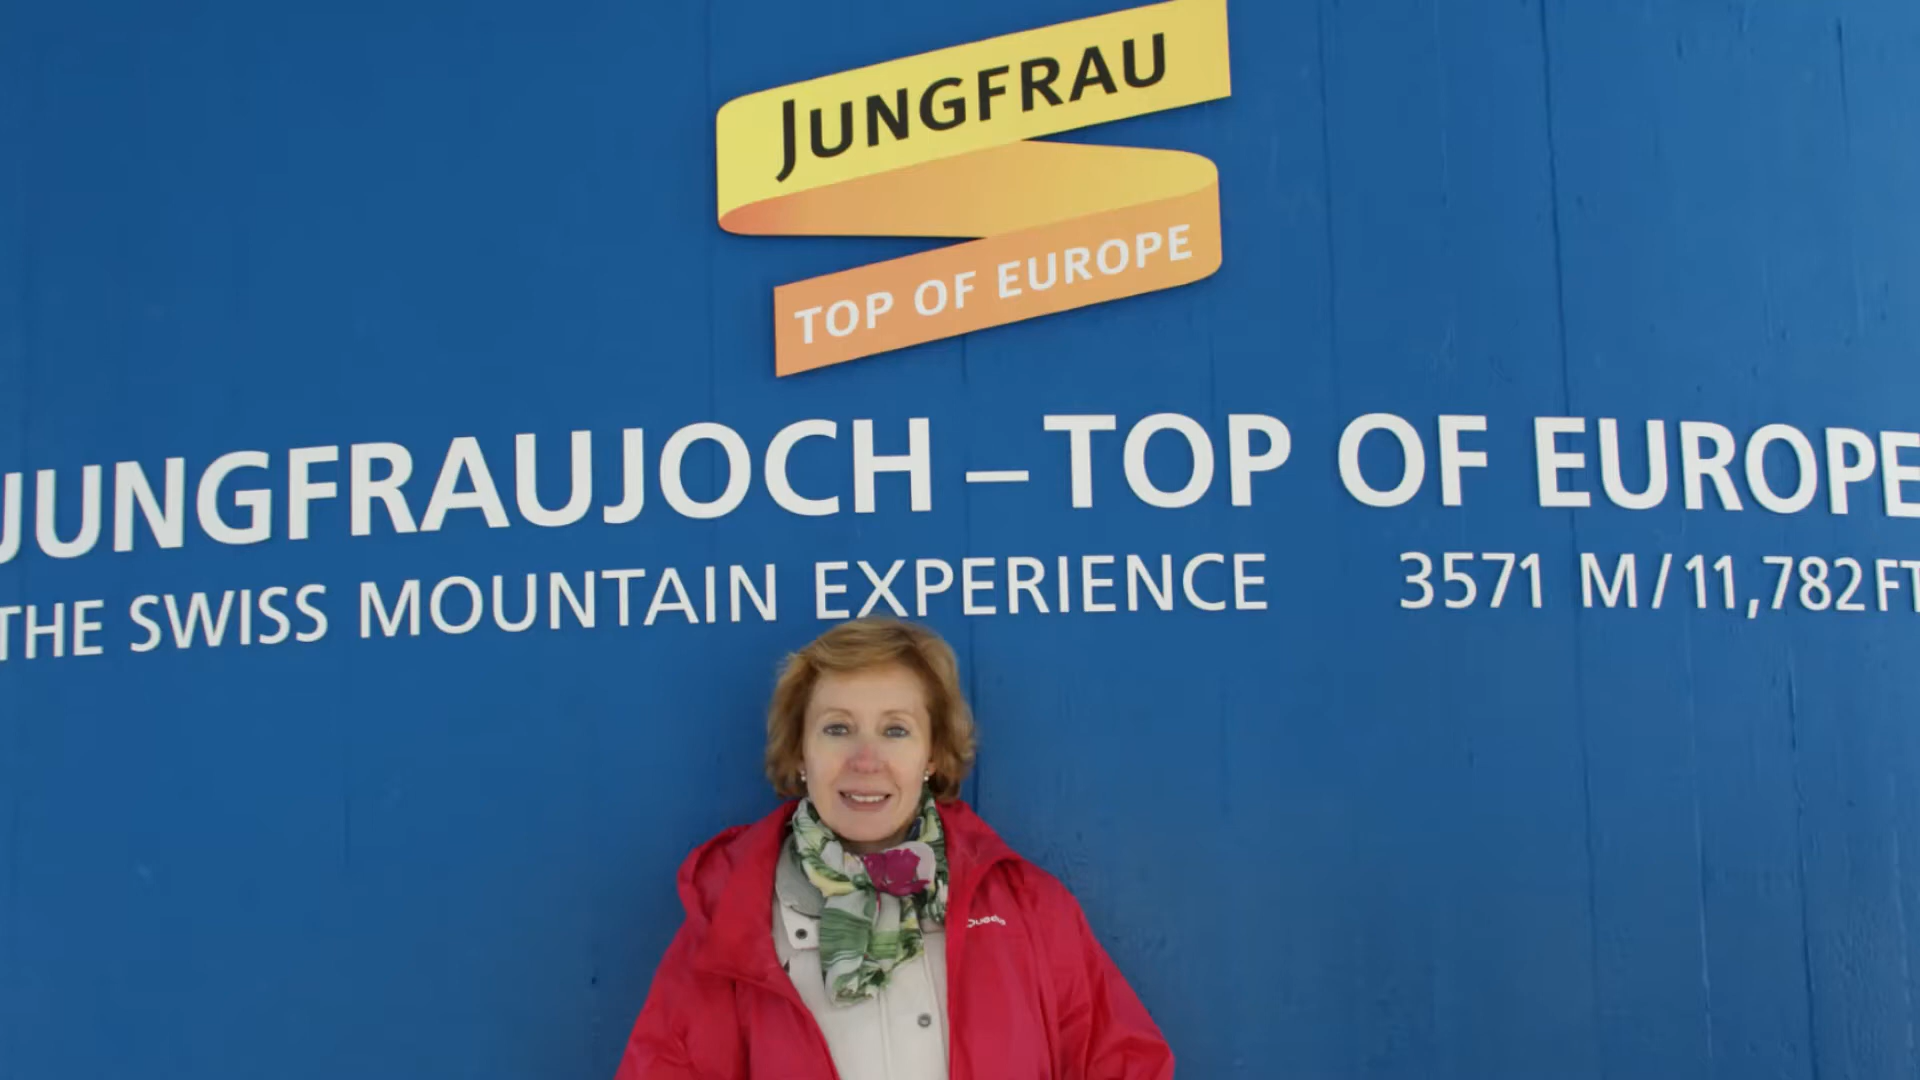 JUNGFRAU
TOP OF EUROPE
JUNGFRAUJOCH – TOP OF EUROPE
THE SWISS MOUNTAIN EXPERIENCE 3571 M / 11,782 FT